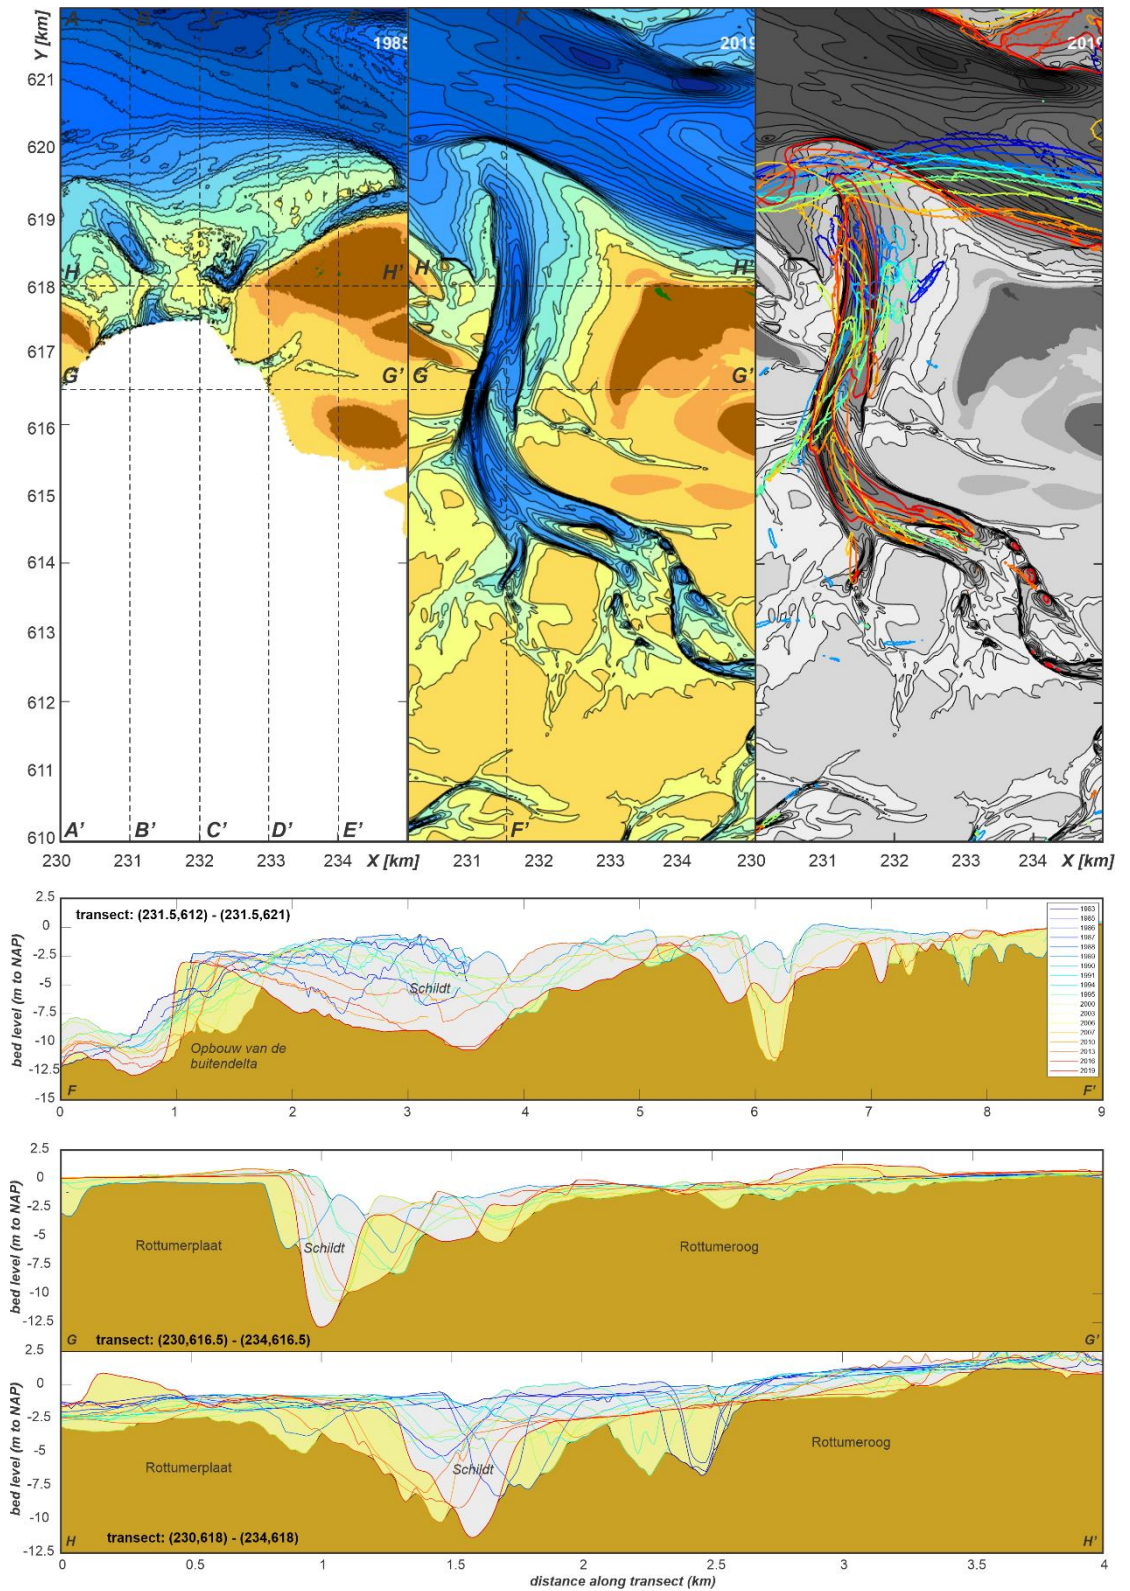 A B C D E F
Y [km]
1985 2019 2019
621
620
619
H H' H H'
618
617
G G' G G'
616
615
614
613
612
611
610
A' B' C' D' E' F'
230 231 232 233 234 X [km] 231 232 233 234 230 231 232 233 234 X [km]
transect: (231.5,612) - (231.5,621)
bed level (m to NAP)
2.5
0
-2.5
-5
-7.5
-10
-12.5
-15
1983
1985
1986
1987
1988
1989
1990
1991
1994
1995
2000
2003
2006
2007
2010
2013
2016
2019
Schildt
Opbouw van de
buitendelta
F F'
0 1 2 3 4 5 6 7 8 9
bed level (m to NAP)
2.5
0
-2.5
-5
-7.5
-10
-12.5
Rottumerplaat Schildt Rottumeroog
G transect: (230,616.5) - (234,616.5) G'
bed level (m to NAP)
2.5
0
-2.5
-5
-7.5
-10
-12.5
Rottumerplaat Schildt Rottumeroog
H transect: (230,618) - (234,618) H'
0 0.5 1 1.5 2 2.5 3 3.5 4
distance along transect (km)